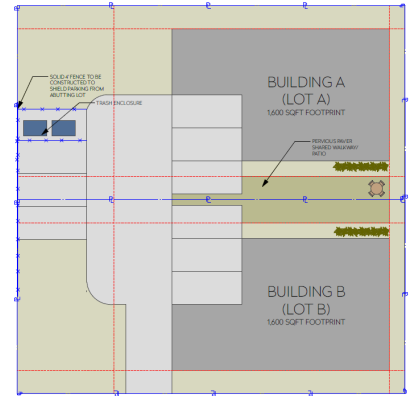 SOLID 4' FENCE TO BE
CONSTRUCTED TO
SHIELD PARKING FROM
ABUTTING LOT
TRASH ENCLOSURE
BUILDING A
(LOT A)
1,600 SQFT FOOTPRINT
PERVIOUS PAVER
SHARED WALKWAY/
PATIO
BUILDING B
(LOT B)
1,600 SQFT FOOTPRINT